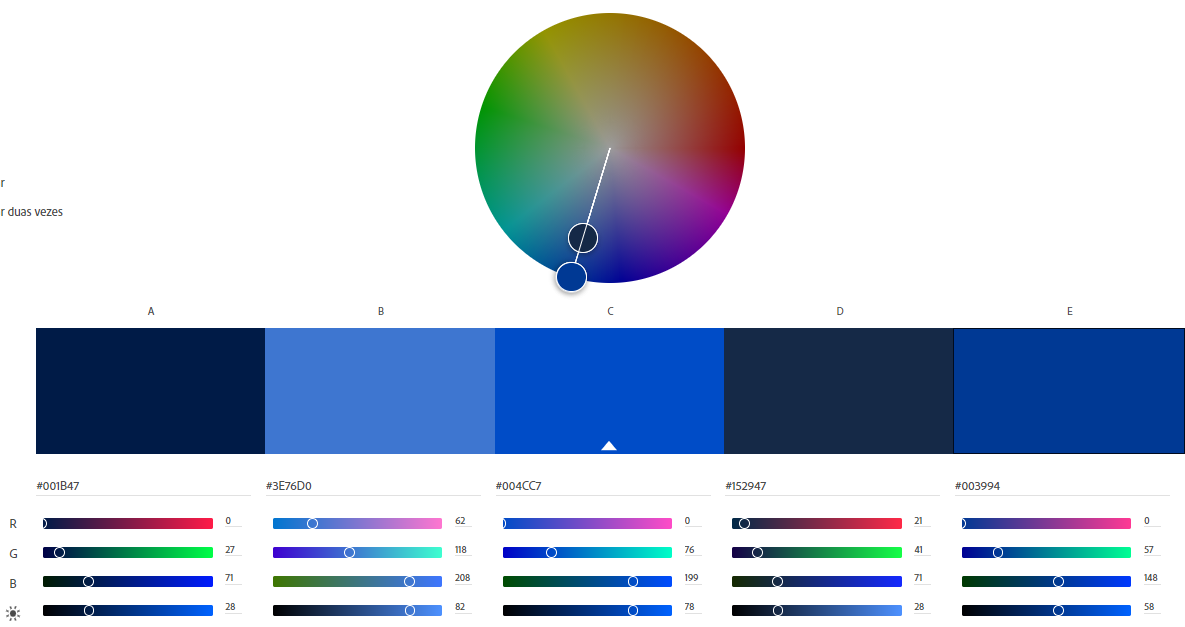 r
r duas vezes
A B C D E
#001B47 #3E76D0 #004CC7 #152947 #003994
R 0 62 0 21 0
G 27 118 76 41 57
B 71 208 199 71 148
28 82 78 28 58